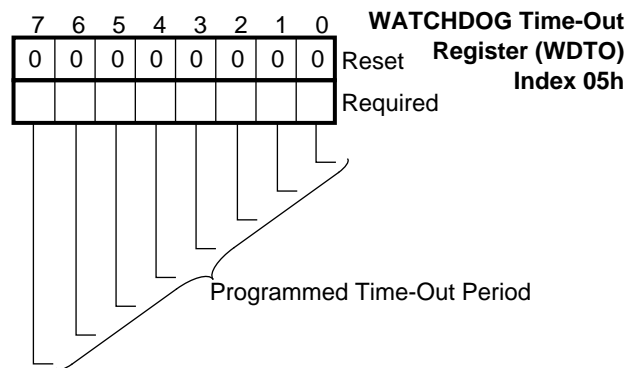 7 6 5 4 3 2 1 0
WATCHDOG Time-Out
Register (WDTO)
Index 05h
0 0 0 0 0 0 0 0 Reset
Required
Programmed Time-Out Period